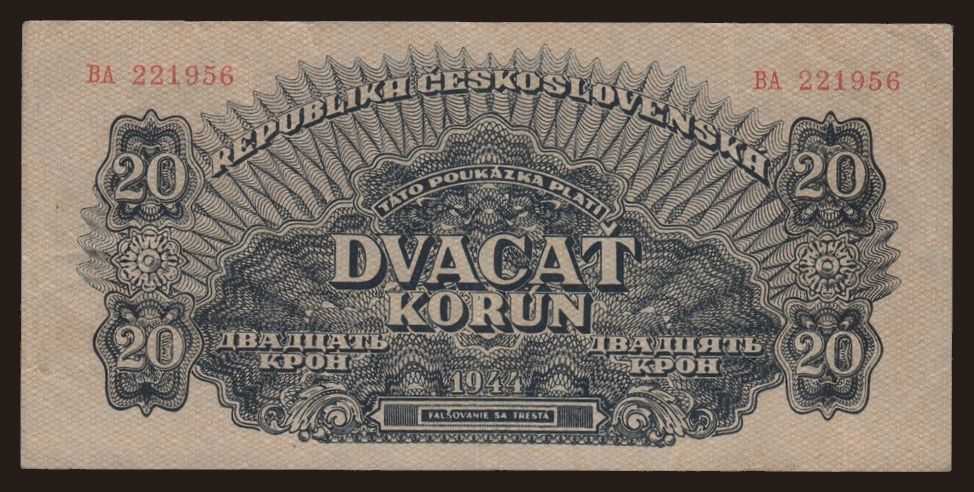 BA 221956
BA 221956
REPUBLIKA ČESKOSLOVENSKÁ
20
20
TÁTO POUKÁZKA PLATÍ
DVACAŤ
KORÚN
ДВАДЦАТЬ
КРОН
ДВАДЦЯТЬ
КРОН
20
20
1944
FALŠOVANIE SA TRESTÁ